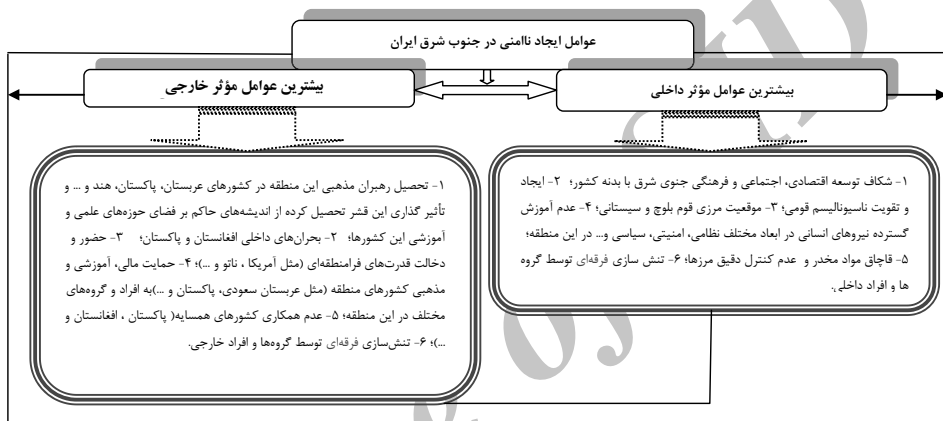 عوامل ایجاد ناامنی در جنوب شرق ایران
بیشترین عوامل مؤثر داخلی
بیشترین عوامل مؤثر خارجی
۱- شکاف توسعه اقتصادی، اجتماعی و فرهنگی جنوی شرق با بدنه کشور؛ ۲- ایجاد
و تقویت ناسیونالیسم قومی؛ ۳- موقعیت مرزی قوم بلوچ و سیستانی؛ ۴- عدم آموزش
گسترده نیروهای انسانی در ابعاد مختلف نظامی، امنیتی، سیاسی و... در این منطقه؛
۵- قاچاق مواد مخدر و عدم کنترل دقیق مرزها؛ ۶- تنش سازی فرقه‌ای توسط گروه
ها و افراد داخلی.
۱- تحصیل رهبران مذهبی این منطقه در کشورهای عربستان، پاکستان، هند و ... و
تأثیر گذاری این قشر تحصیل کرده از اندیشه‌های حاکم بر فضای حوزه‌های علمی و
آموزشی این کشورها؛ ۲- بحران‌های داخلی افغانستان و پاکستان؛ ۳- حضور و
دخالت قدرت‌های فرامنطقه‌ای (مثل آمریکا ، ناتو و ...)؛ ۴- حمایت مالی، آموزشی و
مذهبی کشورهای منطقه (مثل عربستان سعودی، پاکستان و ...)به افراد و گروه‌های
مختلف در این منطقه؛ ۵- عدم همکاری کشورهای همسایه( پاکستان ، افغانستان و
...)؛ ۶- تنش‌سازی فرقه‌ای توسط گروه‌ها و افراد خارجی.